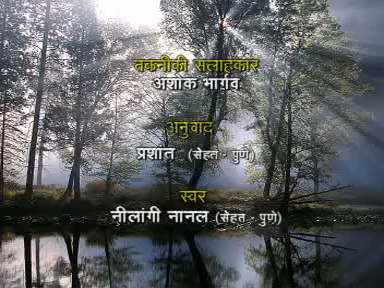 तकनीकी सलाहकार
अशोक भार्गव
अनुवाद
प्रशांत (सेहत - पुणे)
स्वर
नीलांगी नानल (सेहत - पुणे)